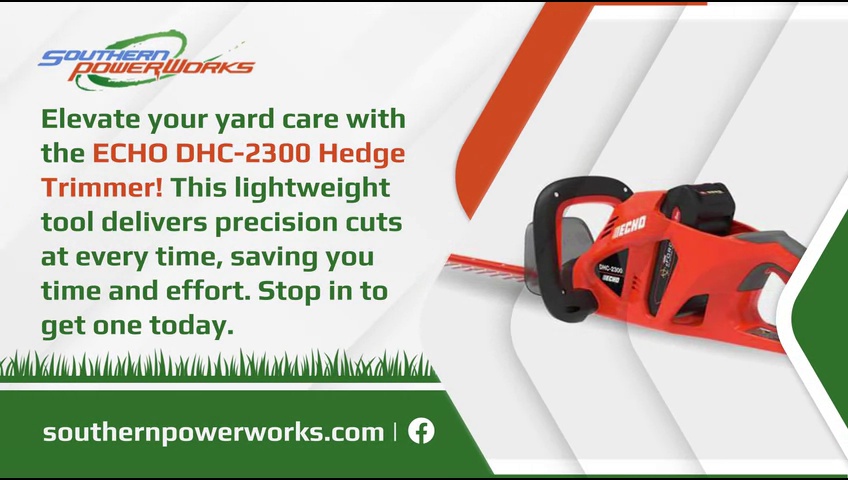 SOUTHERN
POWERWORKS
Elevate your yard care with
the ECHO DHC-2300 Hedge
Trimmer! This lightweight
tool delivers precision cuts
at every time, saving you
time and effort. Stop in to
get one today.
ECHO
DHC-2300
ECHO
southernpowerworks.com |